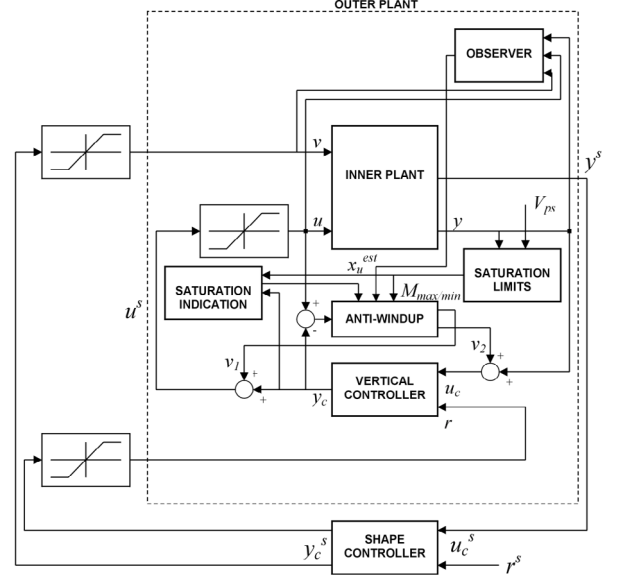 OUTER PLANT
OBSERVER
v
INNER PLANT
y^s
V_ps
u
y
x_u^est
SATURATION
LIMITS
SATURATION
INDICATION
M_max/min
u^s
+
-
ANTI-WINDUP
v_1
v_2
+
+
+
+
y_c
VERTICAL
CONTROLLER
u_c
r
y_c^s
SHAPE
CONTROLLER
u_c^s
r^s